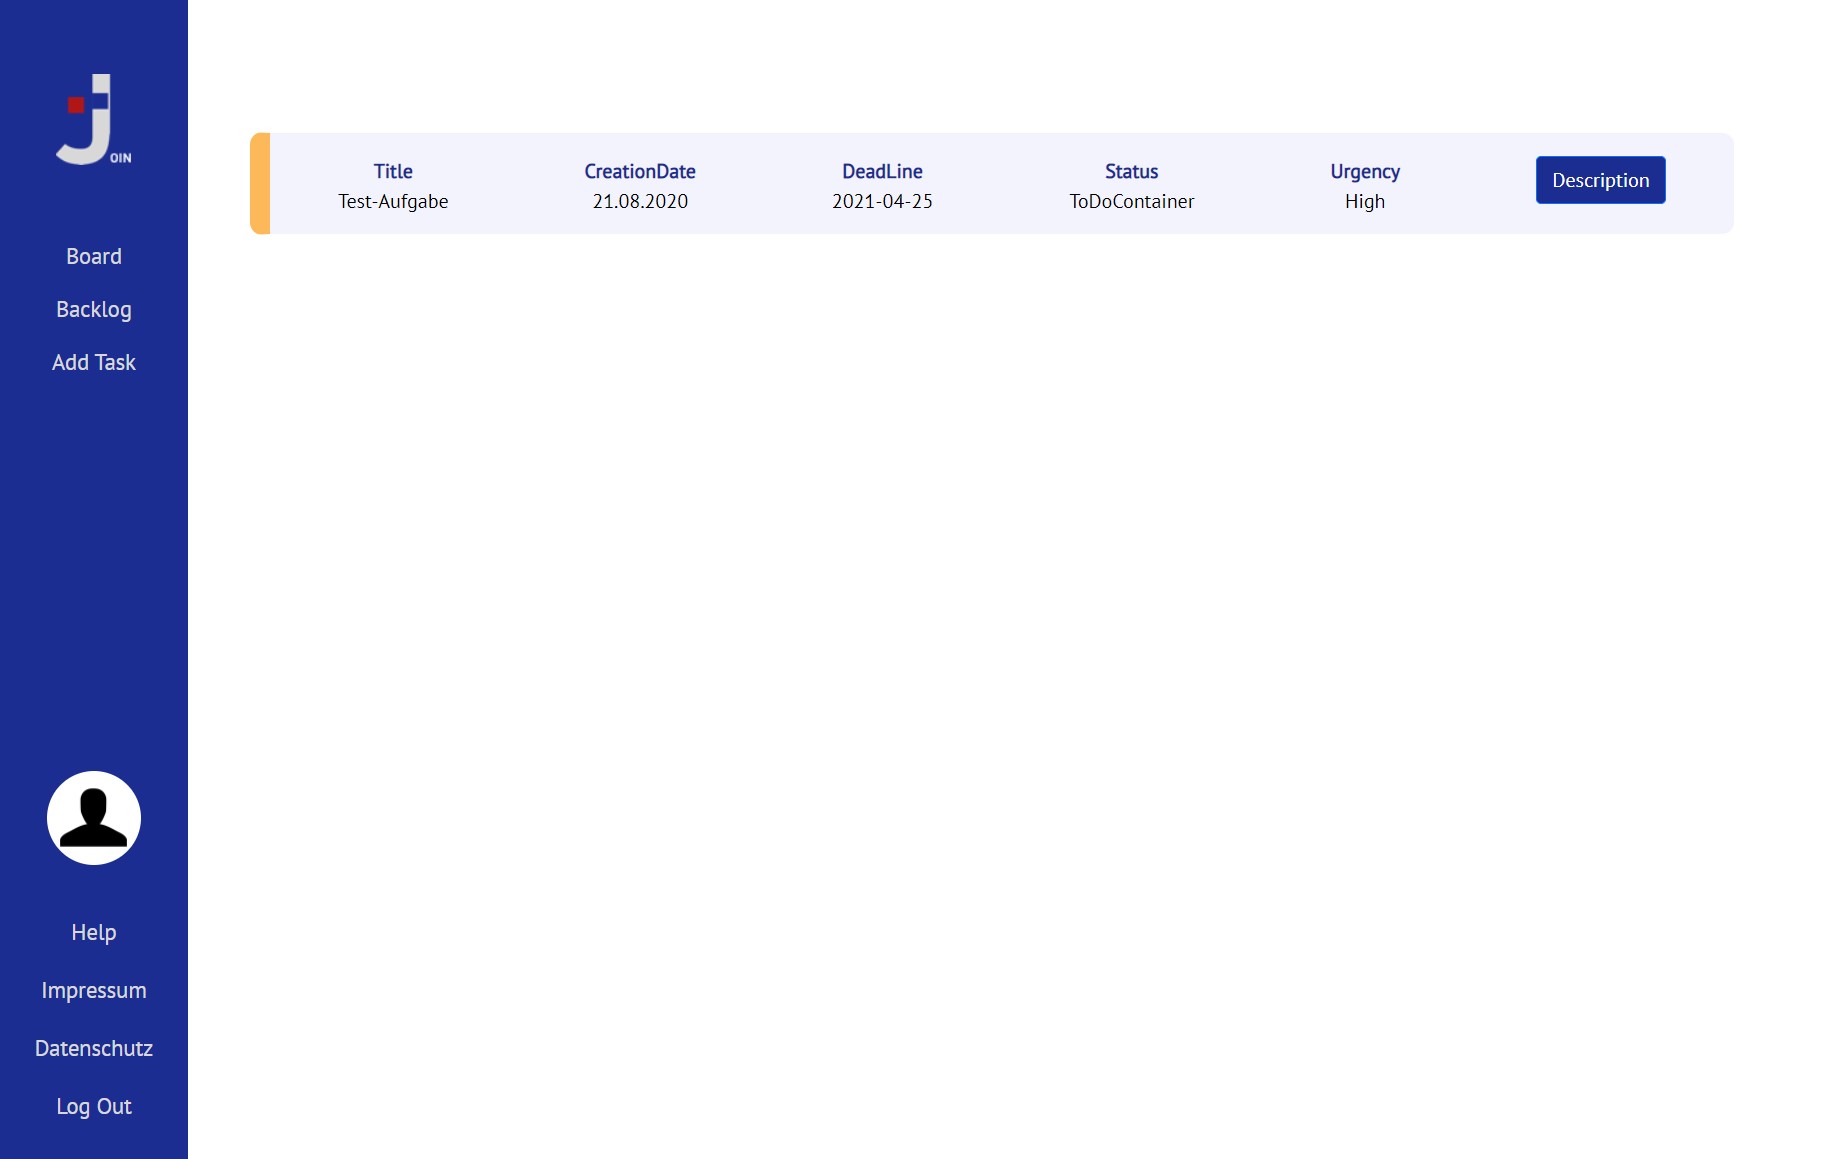 JOIN
Board
Backlog
Add Task
Help
Impressum
Datenschutz
Log Out
Title CreationDate DeadLine Status Urgency Description
Test-Aufgabe 21.08.2020 2021-04-25 ToDoContainer High